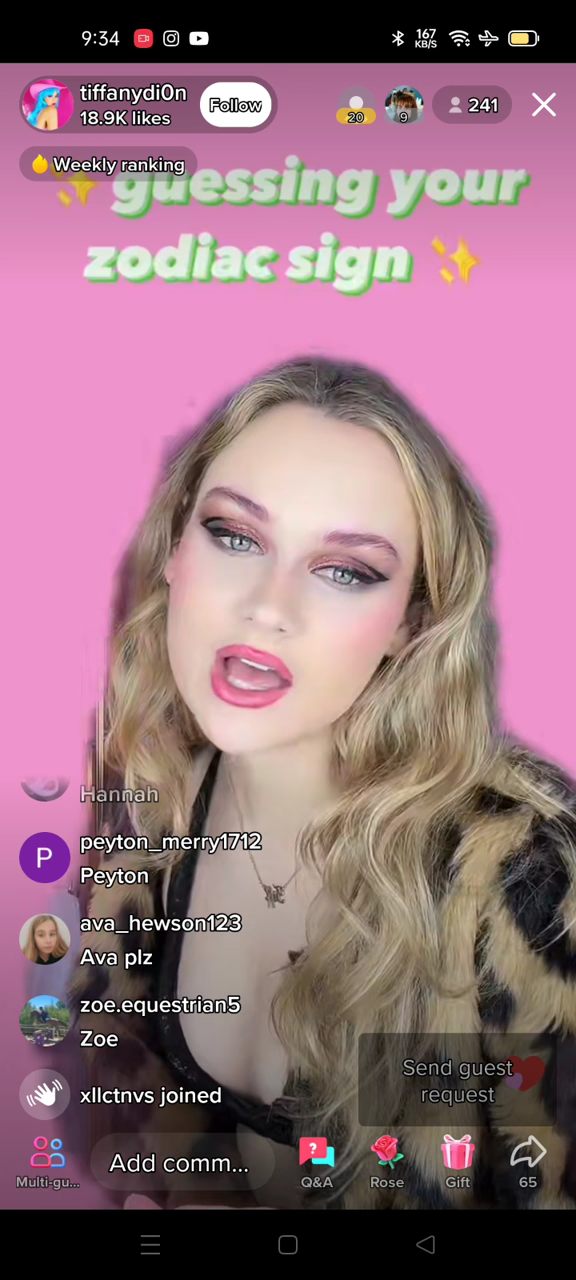 9:34
167
KB/S
tiffanydi0n
18.9K likes
Follow
20
9
241
Weekly ranking
✨ guessing your
zodiac sign ✨
Hannah
P
peyton_merry1712
Peyton
ava_hewson123
Ava plz
zoe.equestrian5
Zoe
xllctnvs joined
Send guest
request
Multi-gu...
Add comm...
?
Q&A
Rose
Gift
65